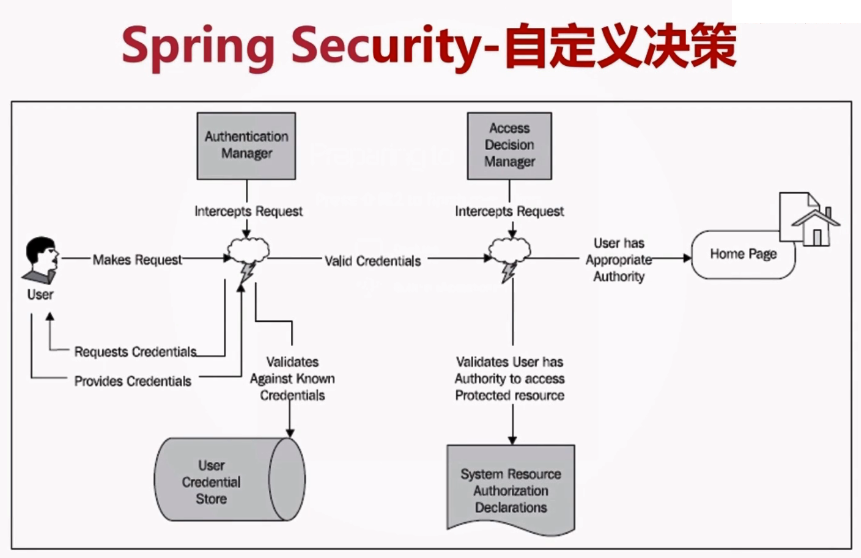 Spring Security-自定义决策
Authentication
Manager
Access
Decision
Manager
Intercepts Request
Intercepts Request
User
Makes Request
Valid Credentials
User has
Appropriate
Authority
Home Page
Requests Credentials
Provides Credentials
Validates
Against Known
Credentials
Validates User has
Authority to access
Protected resource
User
Credential
Store
System Resource
Authorization
Declarations